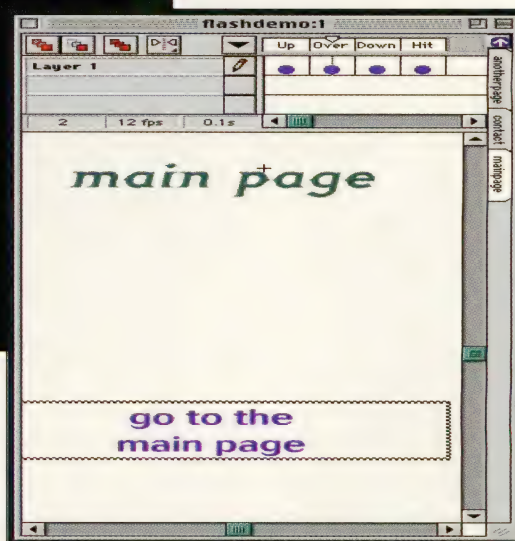 flashdemo:1
Up Over Down Hit
Layer 1
2 12 fps 0.1s
anotherpage
contact
mainpage
main page
go to the
main page